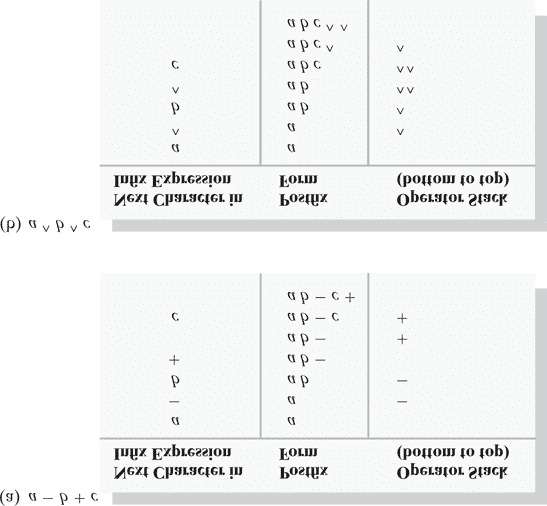 (a) a − b + c
Next Character in Postfix Operator Stack
Infix Expression Form (bottom to top)
a a
− a −
b a b −
+ a b −
a b − +
c a b − c +
a b − c +
(b) a ^ b ^ c
Next Character in Postfix Operator Stack
Infix Expression Form (bottom to top)
a a
^ a ^
b a b ^
^ a b ^^
c a b c ^^
a b c ^ ^
a b c ^ ^